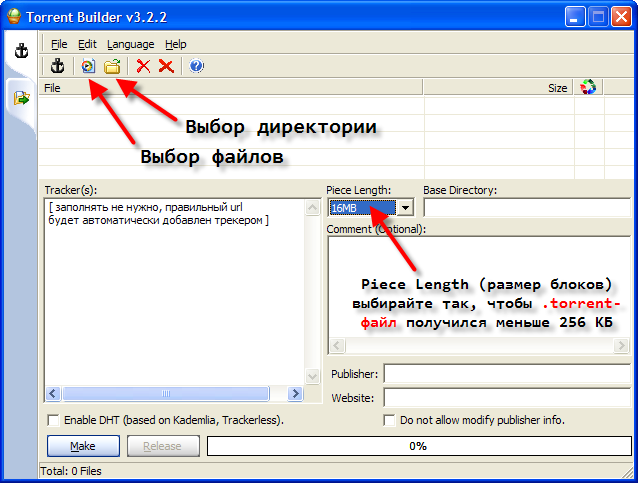 Torrent Builder v3.2.2
File Edit Language Help
File Size
Выбор директории
Выбор файлов
Tracker(s): Piece Length: Base Directory:
[ заполнять не нужно, правильный url
будет автоматически добавлен трекером ]
16MB
Comment (Optional):
Piece Length (размер блоков)
выбирайте так, чтобы .torrent-
файл получился меньше 256 КБ
Publisher:
Website:
Enable DHT (based on Kademlia, Trackerless). Do not allow modify publisher info.
Make Release 0%
Total: 0 Files